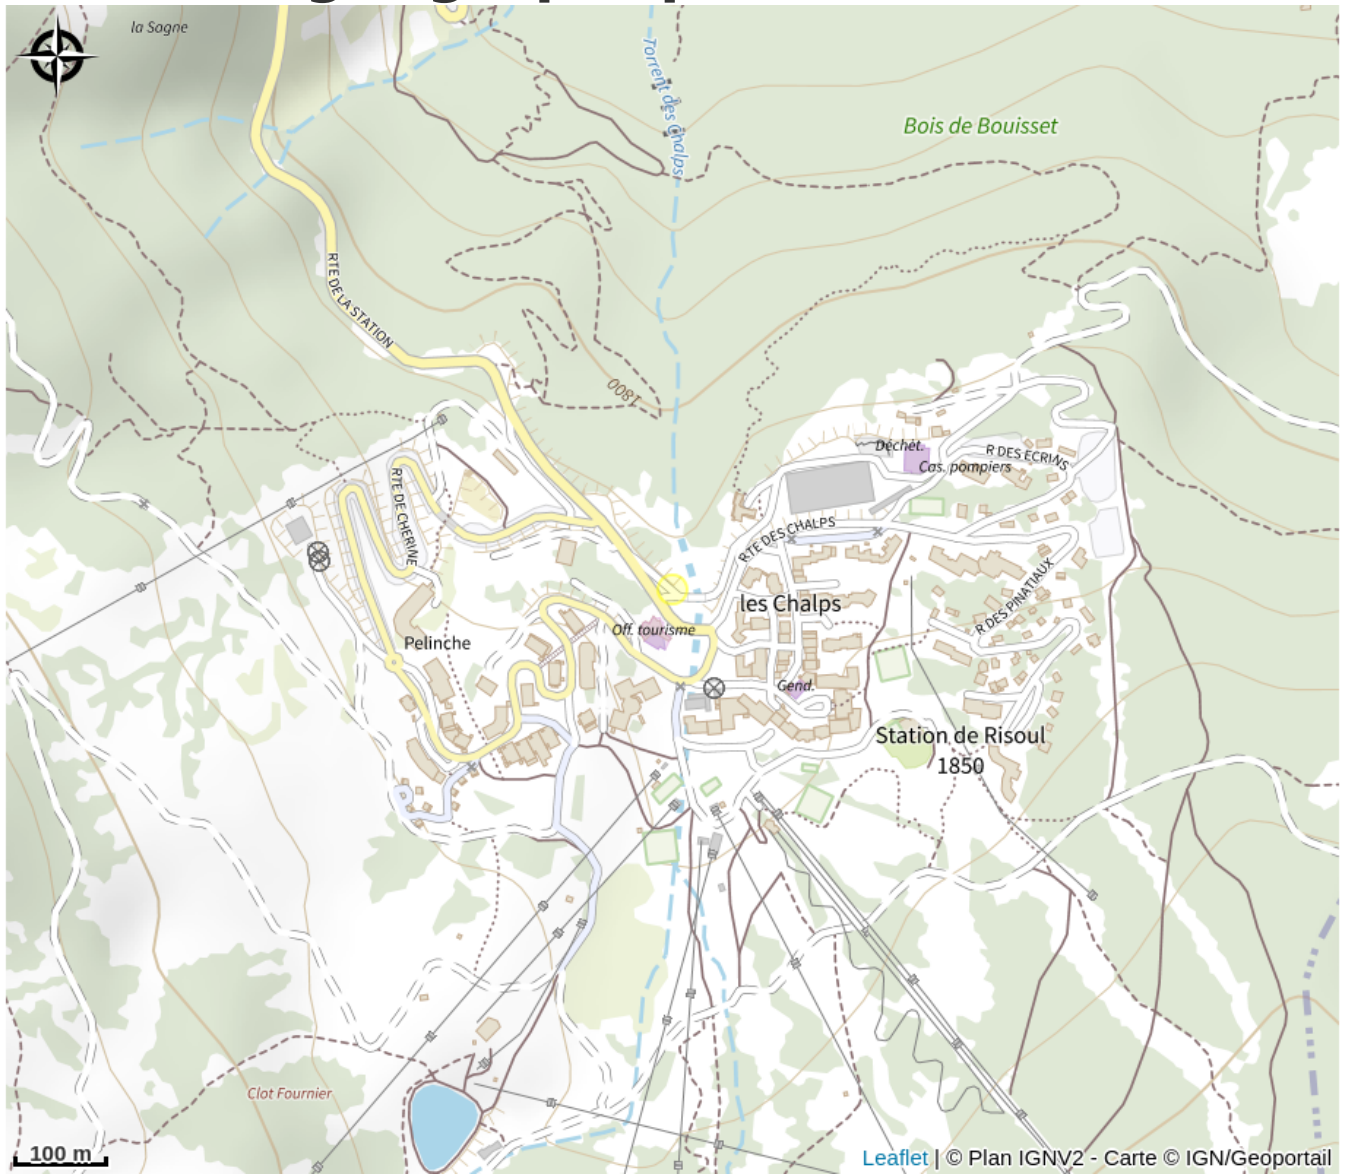 la Sagne
Torrent des Chalps
Bois de Bouisset
RTE DE LA STATION
1800
Déchèt.
Cas. pompiers
R DES ECRINS
RTE DE CHERINE
RTE DES CHALPS
les Chalps
R DES PINATIAUX
Off. tourisme
Pelinche
Gend.
Station de Risoul
1850
Clot Fournier
100 m
Leaflet | © Plan IGNV2 - Carte © IGN/Geoportail